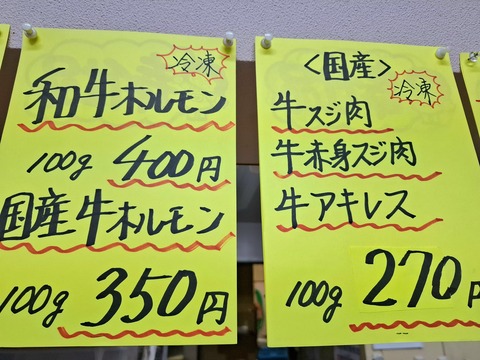 冷凍
和牛ホルモン
100g 400円
国産牛ホルモン
100g 350円
<国産>
冷凍
牛スジ肉
牛赤身スジ肉
牛アキレス
100g 270円